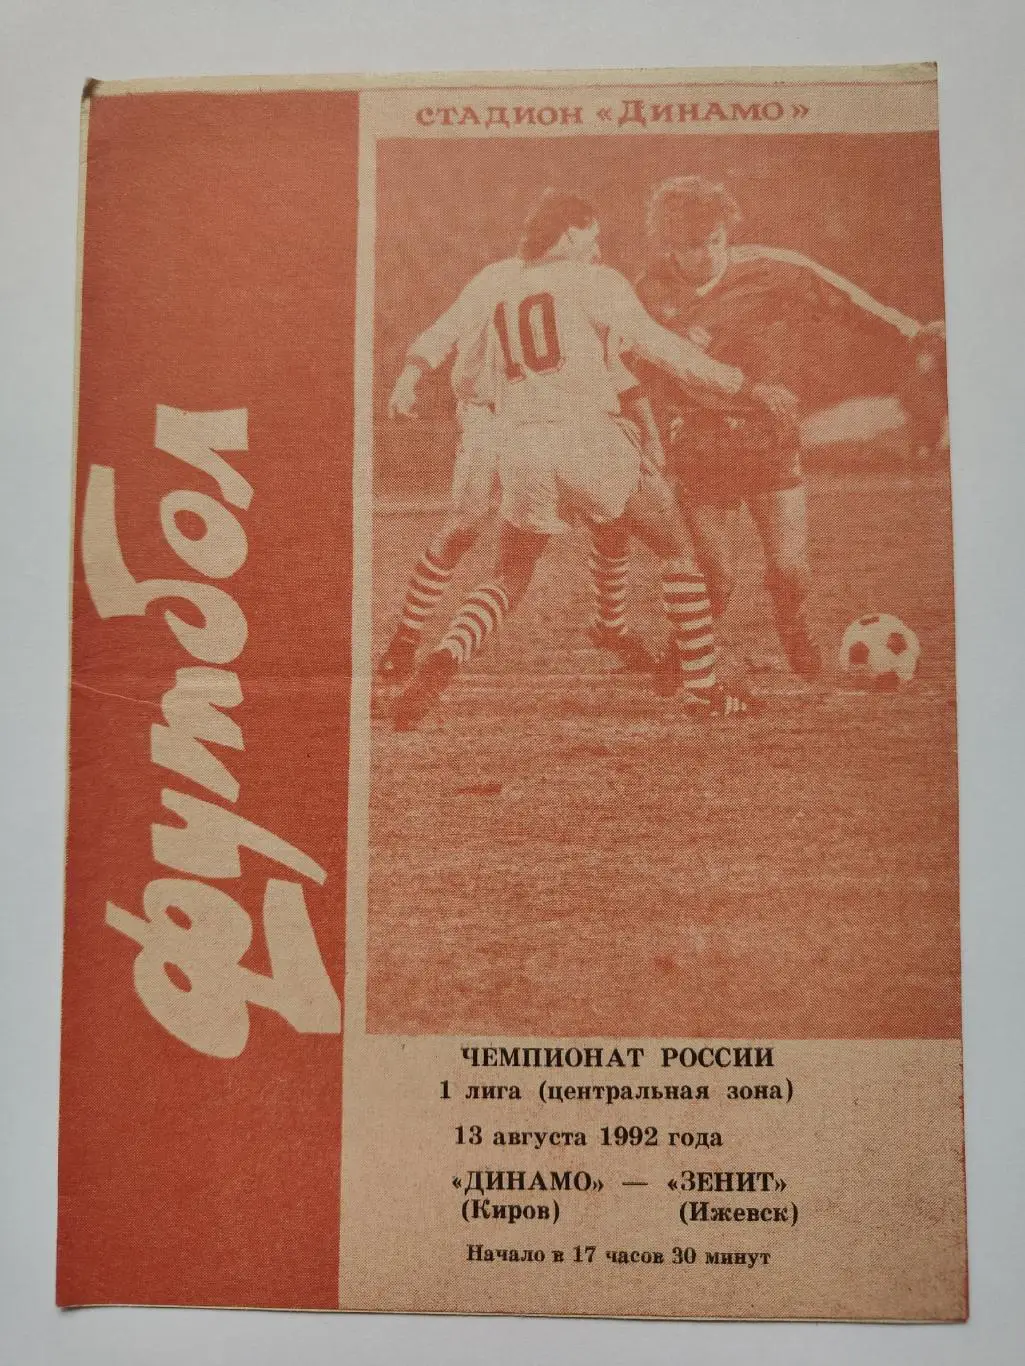 СТАДИОН «ДИНАМО»
футбол
10
ЧЕМПИОНАТ РОССИИ
1 лига (центральная зона)
13 августа 1992 года
«ДИНАМО» — «ЗЕНИТ»
(Киров) (Ижевск)
Начало в 17 часов 30 минут